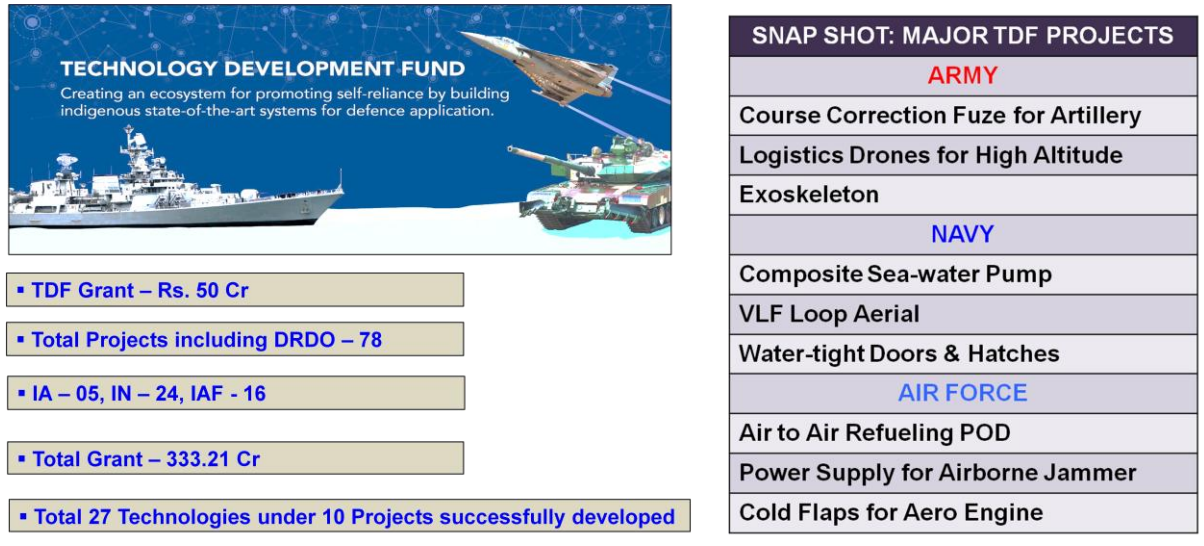 TECHNOLOGY DEVELOPMENT FUND
Creating an ecosystem for promoting self-reliance by building
indigenous state-of-the-art systems for defence application.
▪ TDF Grant – Rs. 50 Cr
▪ Total Projects including DRDO – 78
▪ IA – 05, IN – 24, IAF - 16
▪ Total Grant – 333.21 Cr
▪ Total 27 Technologies under 10 Projects successfully developed
SNAP SHOT: MAJOR TDF PROJECTS
ARMY
Course Correction Fuze for Artillery
Logistics Drones for High Altitude
Exoskeleton
NAVY
Composite Sea-water Pump
VLF Loop Aerial
Water-tight Doors & Hatches
AIR FORCE
Air to Air Refueling POD
Power Supply for Airborne Jammer
Cold Flaps for Aero Engine